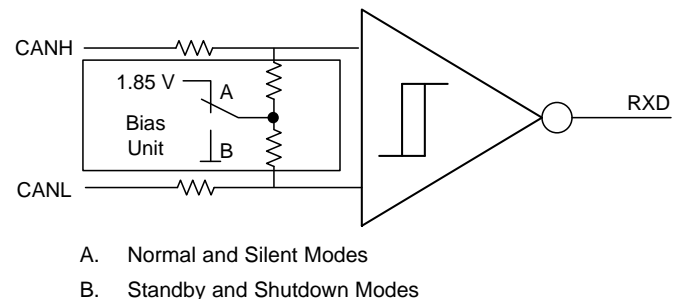 CANH
1.85 V
A
RXD
Bias
Unit
B
CANL
A. Normal and Silent Modes
B. Standby and Shutdown Modes